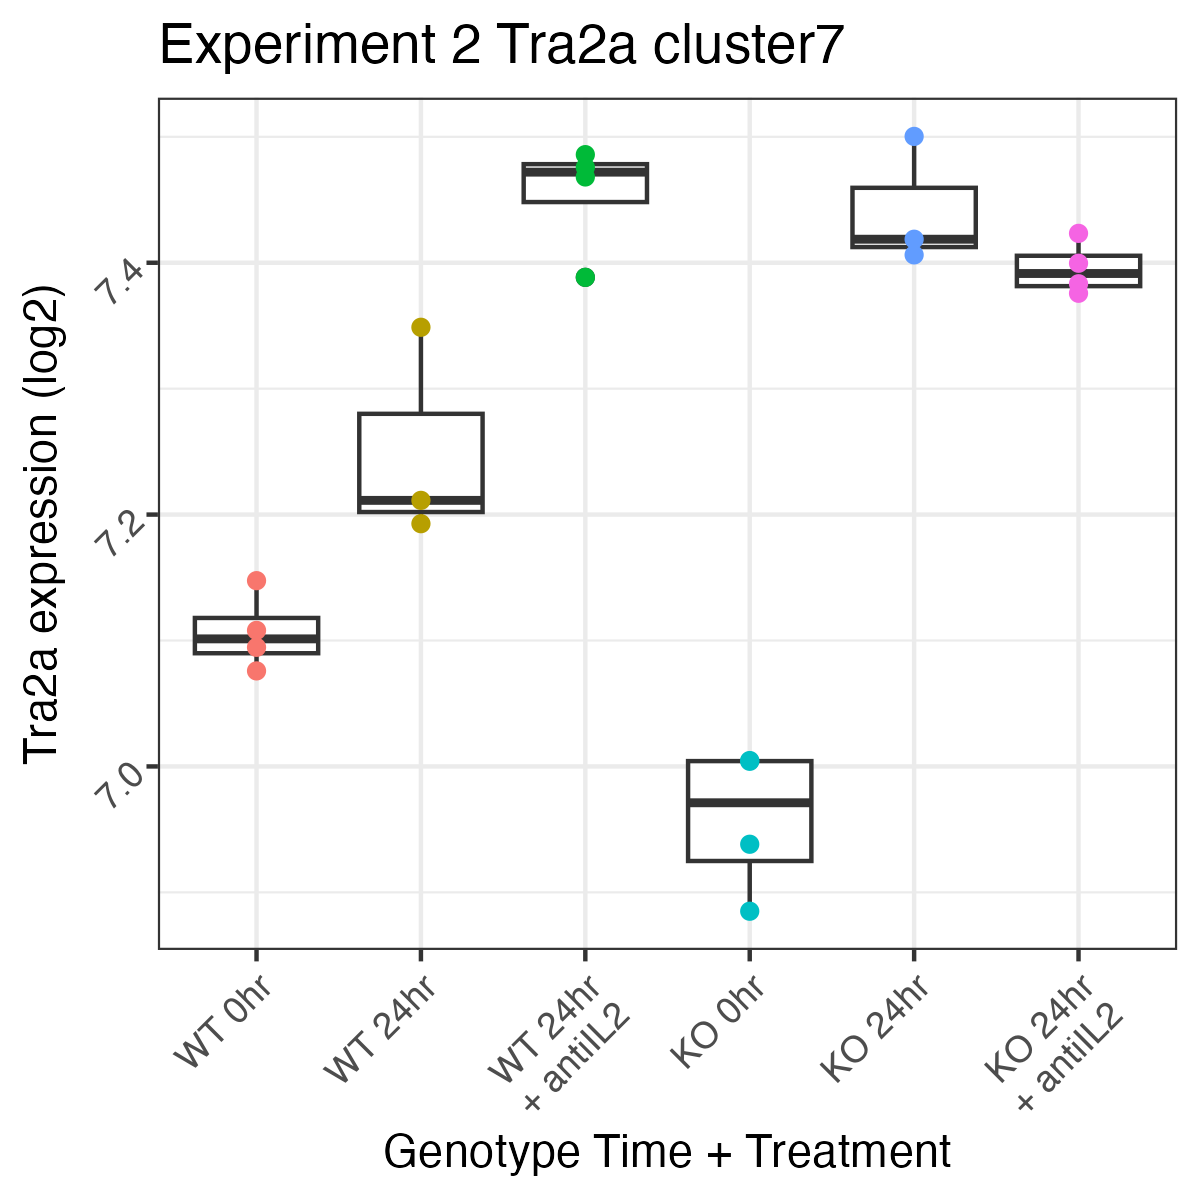 Experiment 2 Tra2a cluster7
Tra2a expression (log2)
7.4
7.2
7.0
WT 0hr
WT 24hr
WT 24hr
+ antiIL2
KO 0hr
KO 24hr
KO 24hr
+ antiIL2
Genotype Time + Treatment